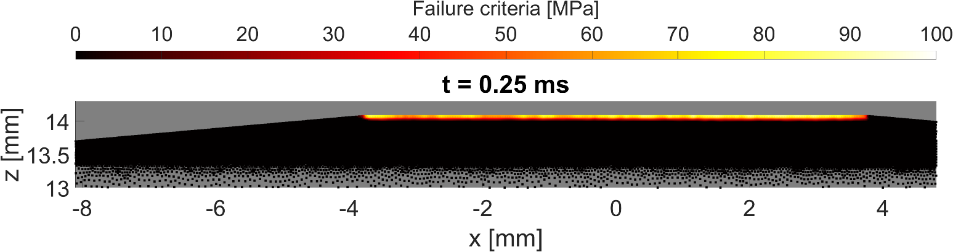 Failure criteria [MPa]
0 10 20 30 40 50 60 70 80 90 100
t = 0.25 ms
z [mm]
14
13.5
13
-8 -6 -4 -2 0 2 4
x [mm]